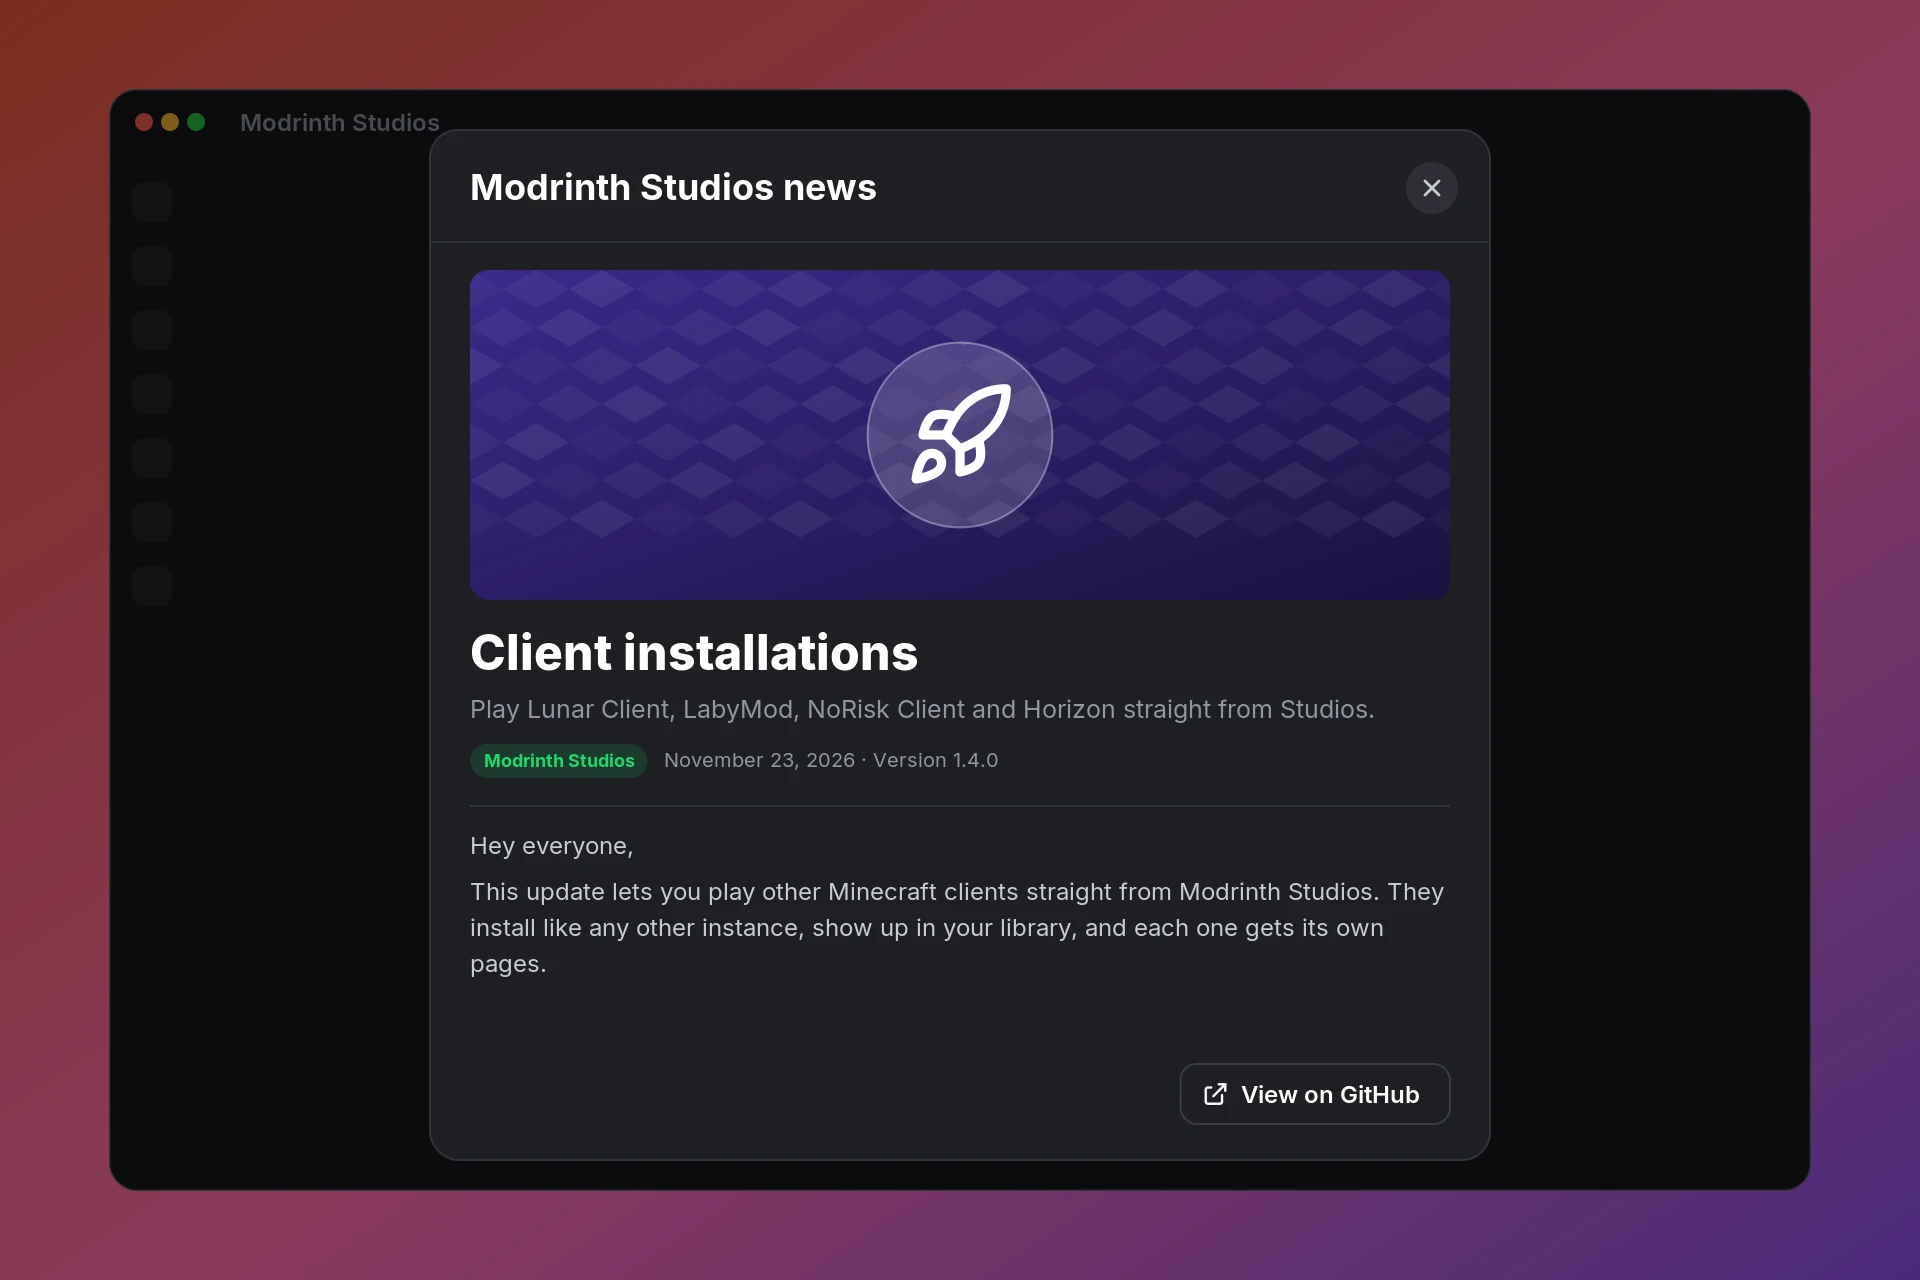 Modrinth Studios
Modrinth Studios news
Client installations
Play Lunar Client, LabyMod, NoRisk Client and Horizon straight from Studios.
Modrinth Studios November 23, 2026 · Version 1.4.0
Hey everyone,
This update lets you play other Minecraft clients straight from Modrinth Studios. They
install like any other instance, show up in your library, and each one gets its own
pages.
View on GitHub